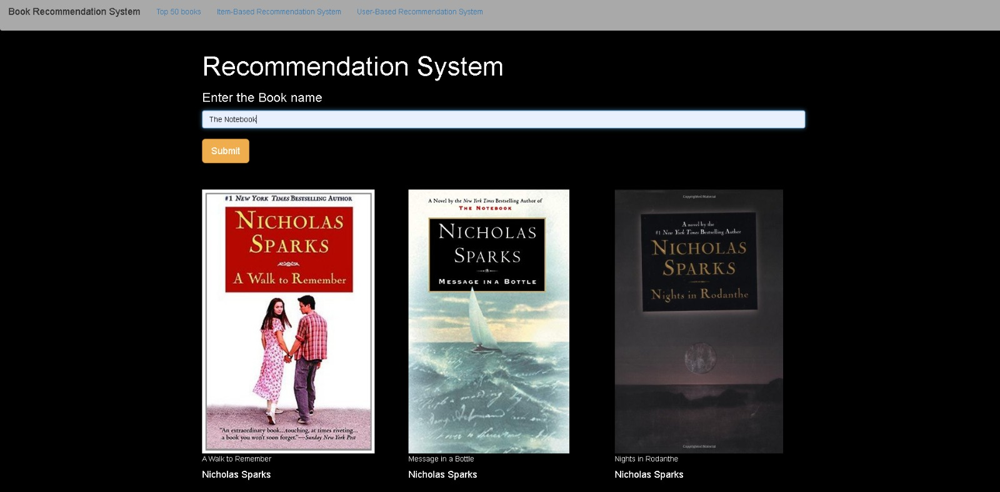 Book Recommendation System Top 50 books Item-Based Recommendation System User-Based Recommendation System
Recommendation System
Enter the Book name
The Notebook
Submit
#1 NEW YORK TIMES BESTSELLING AUTHOR
NICHOLAS
SPARKS
A Walk to Remember
"An extraordinary book...touching, at times riveting...
a book you won't soon forget."—Sunday New York Post
A Walk to Remember
Nicholas Sparks
A Novel by the New York Times Bestselling Author of
THE NOTEBOOK
NICHOLAS
SPARKS
MESSAGE IN A BOTTLE
Message in a Bottle
Nicholas Sparks
Copyrighted Material
A novel by the
#1 New York Times Bestselling Author
NICHOLAS
SPARKS
Nights in Rodanthe
Copyrighted Material
Nights in Rodanthe
Nicholas Sparks